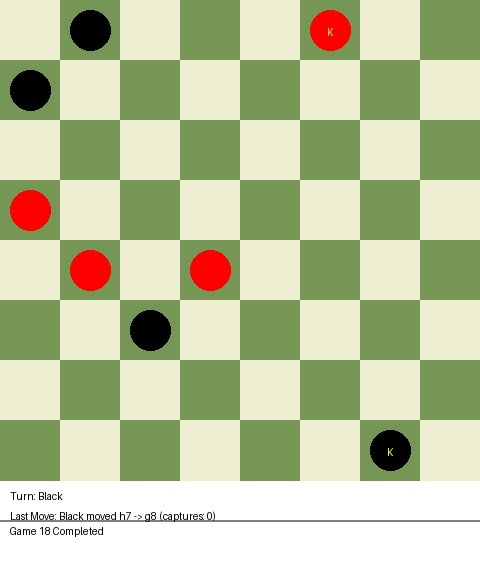 K
K
Turn: Black
Last Move: Black moved h7 -> g8 (captures: 0)
Game 18 Completed